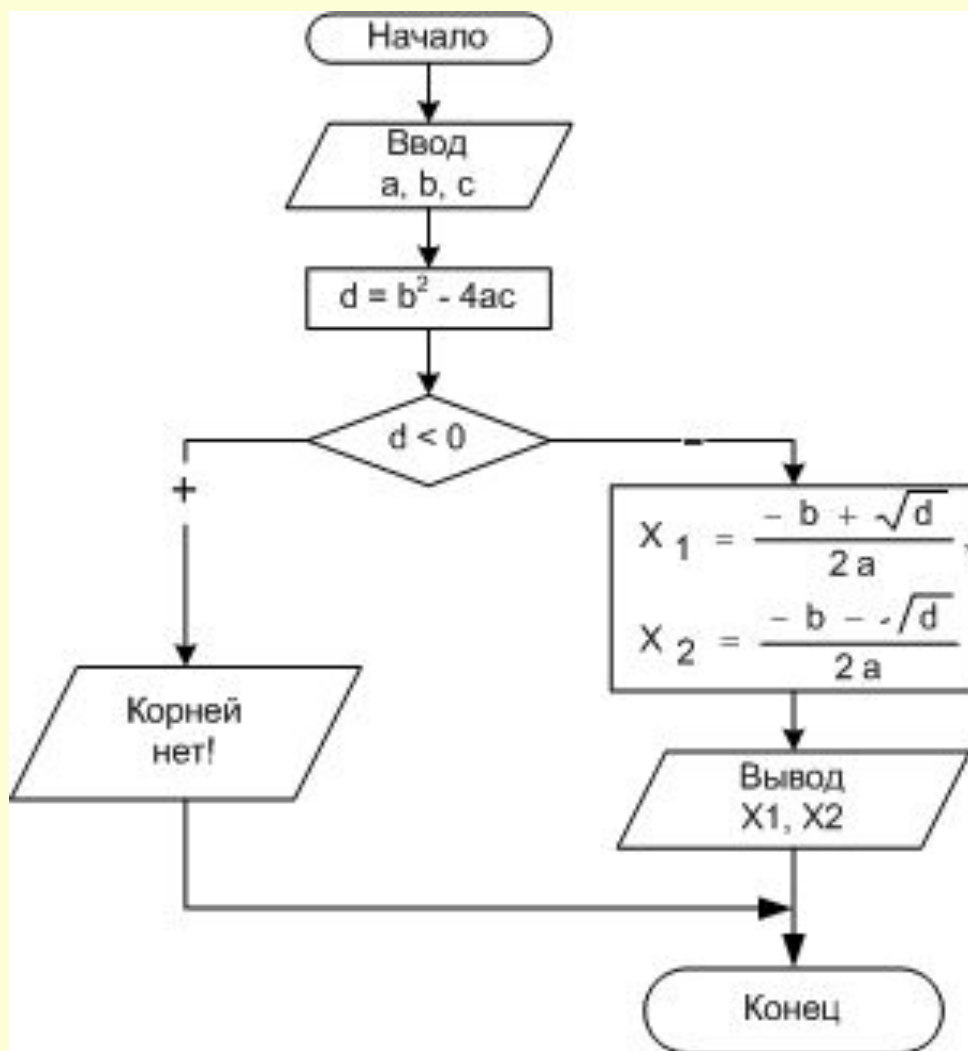 Начало
Ввод
a, b, c
d = b² - 4ac
d < 0
+
-
X 1 = (- b + √d) / 2 a,
X 2 = (- b - √d) / 2 a
Корней
нет!
Вывод
X1, X2
Конец